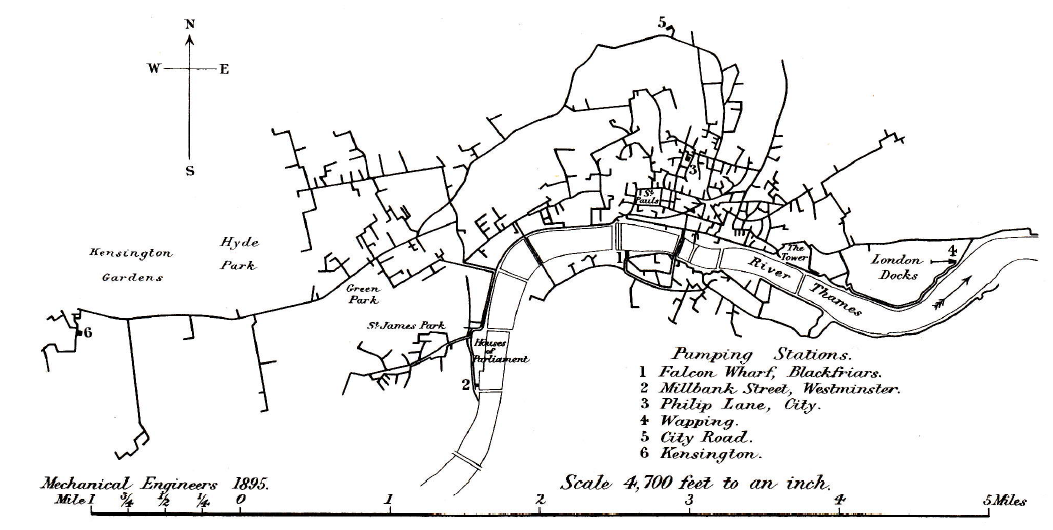 N
W E
S
5
3
St.
Pauls
Kensington
Gardens
Hyde
Park
Green
Park
St. James Park
Houses
of
Parliament
1
2
4
6
The
Tower
River Thames
London
Docks
Pumping Stations.
1 Falcon Wharf, Blackfriars.
2 Millbank Street, Westminster.
3 Philip Lane, City.
4 Wapping.
5 City Road.
6 Kensington.
Mechanical Engineers 1895.
Scale 4,700 feet to an inch.
Mile 1 3/4 1/2 1/4 0 1 2 3 4 5 Miles